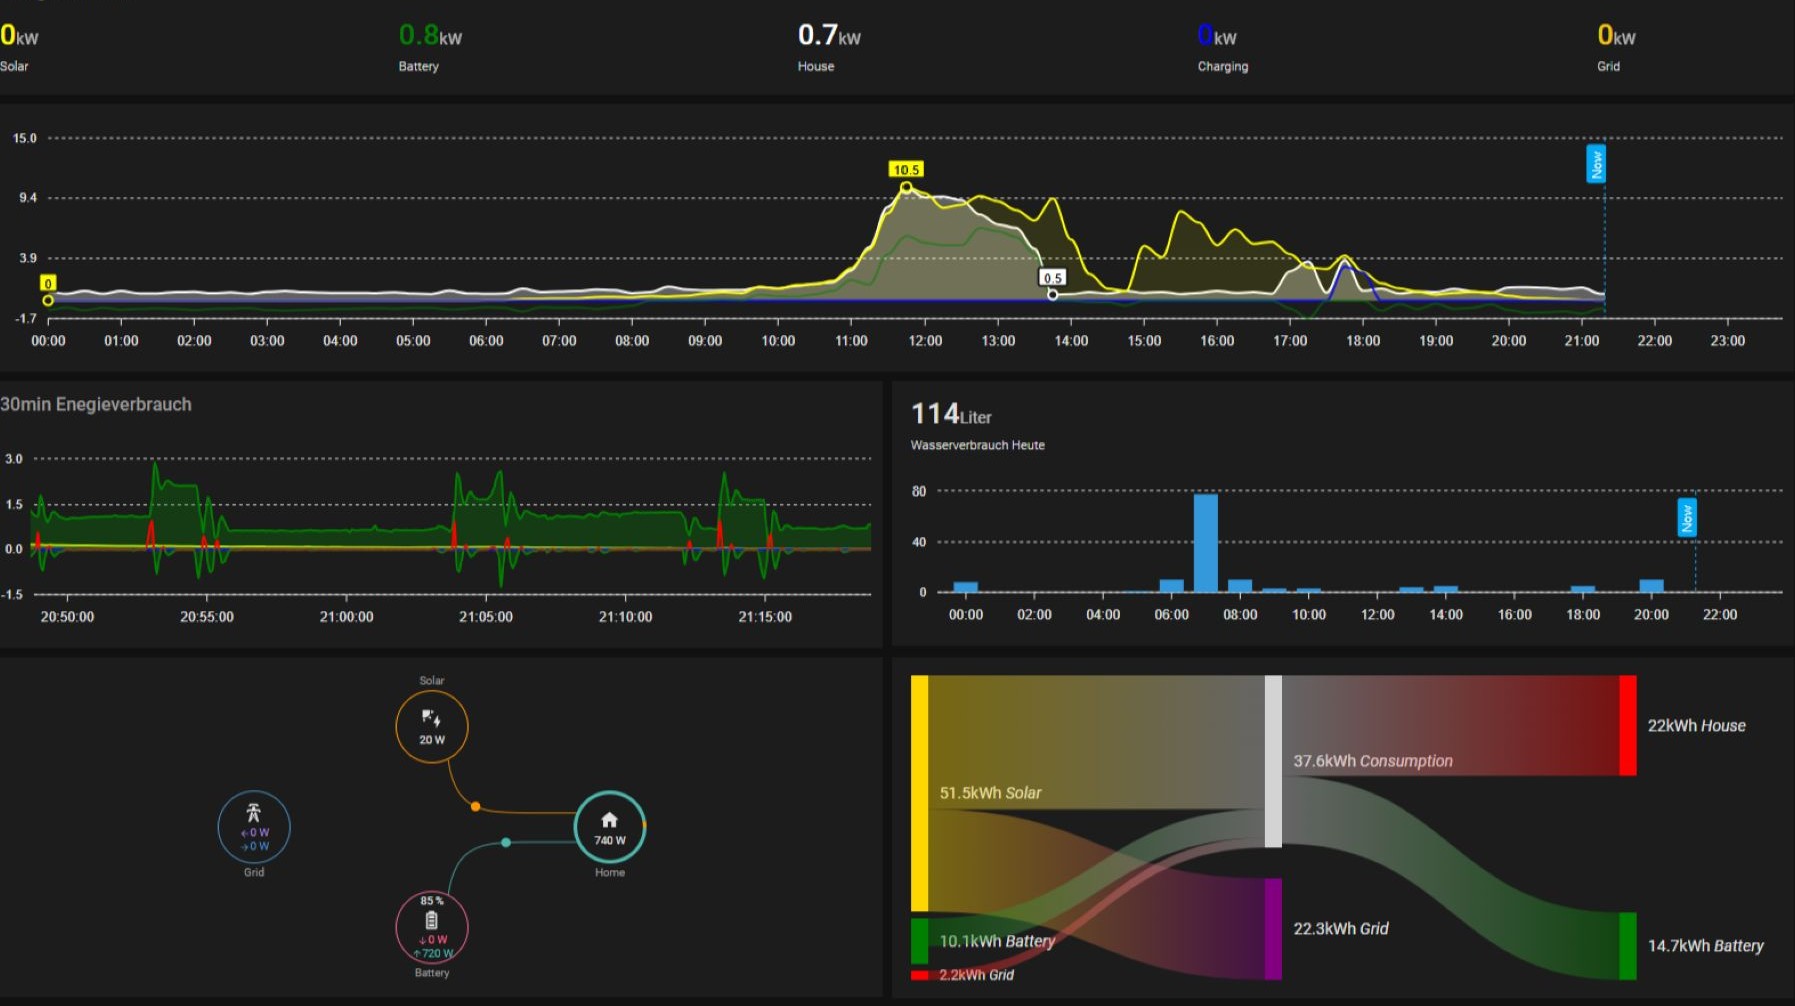 0kW
Solar
0.8kW
Battery
0.7kW
House
0kW
Charging
0kW
Grid
15.0
9.4
3.9
-1.7
0
10.5
0.5
Now
00:00 01:00 02:00 03:00 04:00 05:00 06:00 07:00 08:00 09:00 10:00 11:00 12:00 13:00 14:00 15:00 16:00 17:00 18:00 19:00 20:00 21:00 22:00 23:00
30min Enegieverbrauch
3.0
1.5
0.0
-1.5
20:50:00 20:55:00 21:00:00 21:05:00 21:10:00 21:15:00
114Liter
Wasserverbrauch Heute
80
40
0
Now
00:00 02:00 04:00 06:00 08:00 10:00 12:00 14:00 16:00 18:00 20:00 22:00
Solar
20 W
←0 W
→0 W
Grid
740 W
Home
85 %
↓0 W
↑720 W
Battery
51.5kWh Solar
10.1kWh Battery
2.2kWh Grid
37.6kWh Consumption
22.3kWh Grid
22kWh House
14.7kWh Battery